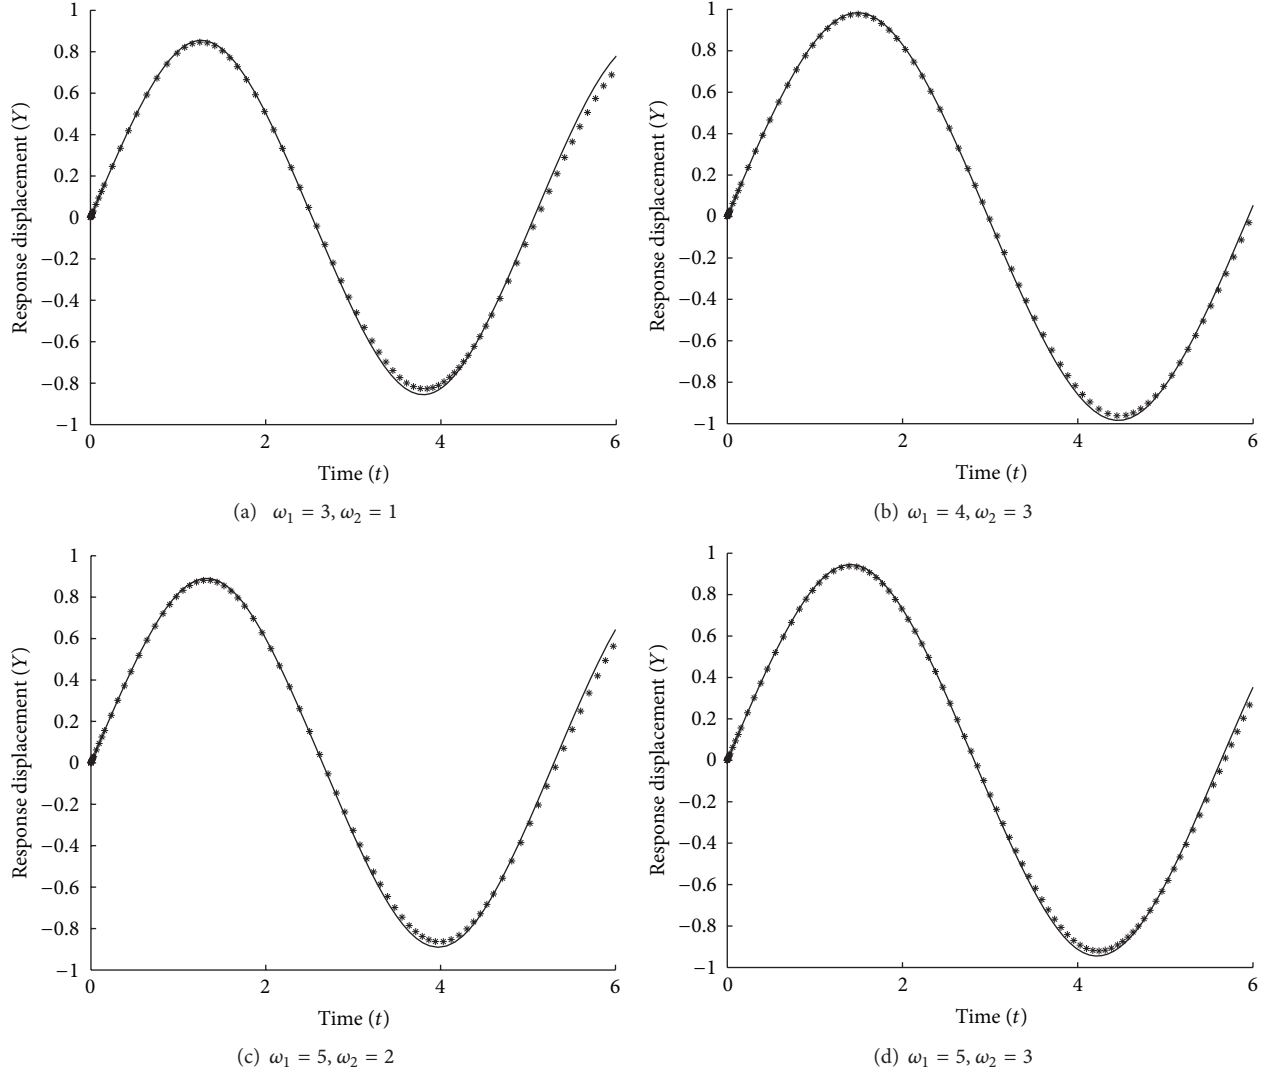 1
0.8
0.6
0.4
0.2
0
−0.2
−0.4
−0.6
−0.8
−1
Response displacement (Y)
0 2 4 6
Time (t)
(a) ω1 = 3, ω2 = 1
1
0.8
0.6
0.4
0.2
0
−0.2
−0.4
−0.6
−0.8
−1
Response displacement (Y)
0 2 4 6
Time (t)
(b) ω1 = 4, ω2 = 3
1
0.8
0.6
0.4
0.2
0
−0.2
−0.4
−0.6
−0.8
−1
Response displacement (Y)
0 2 4 6
Time (t)
(c) ω1 = 5, ω2 = 2
1
0.8
0.6
0.4
0.2
0
−0.2
−0.4
−0.6
−0.8
−1
Response displacement (Y)
0 2 4 6
Time (t)
(d) ω1 = 5, ω2 = 3